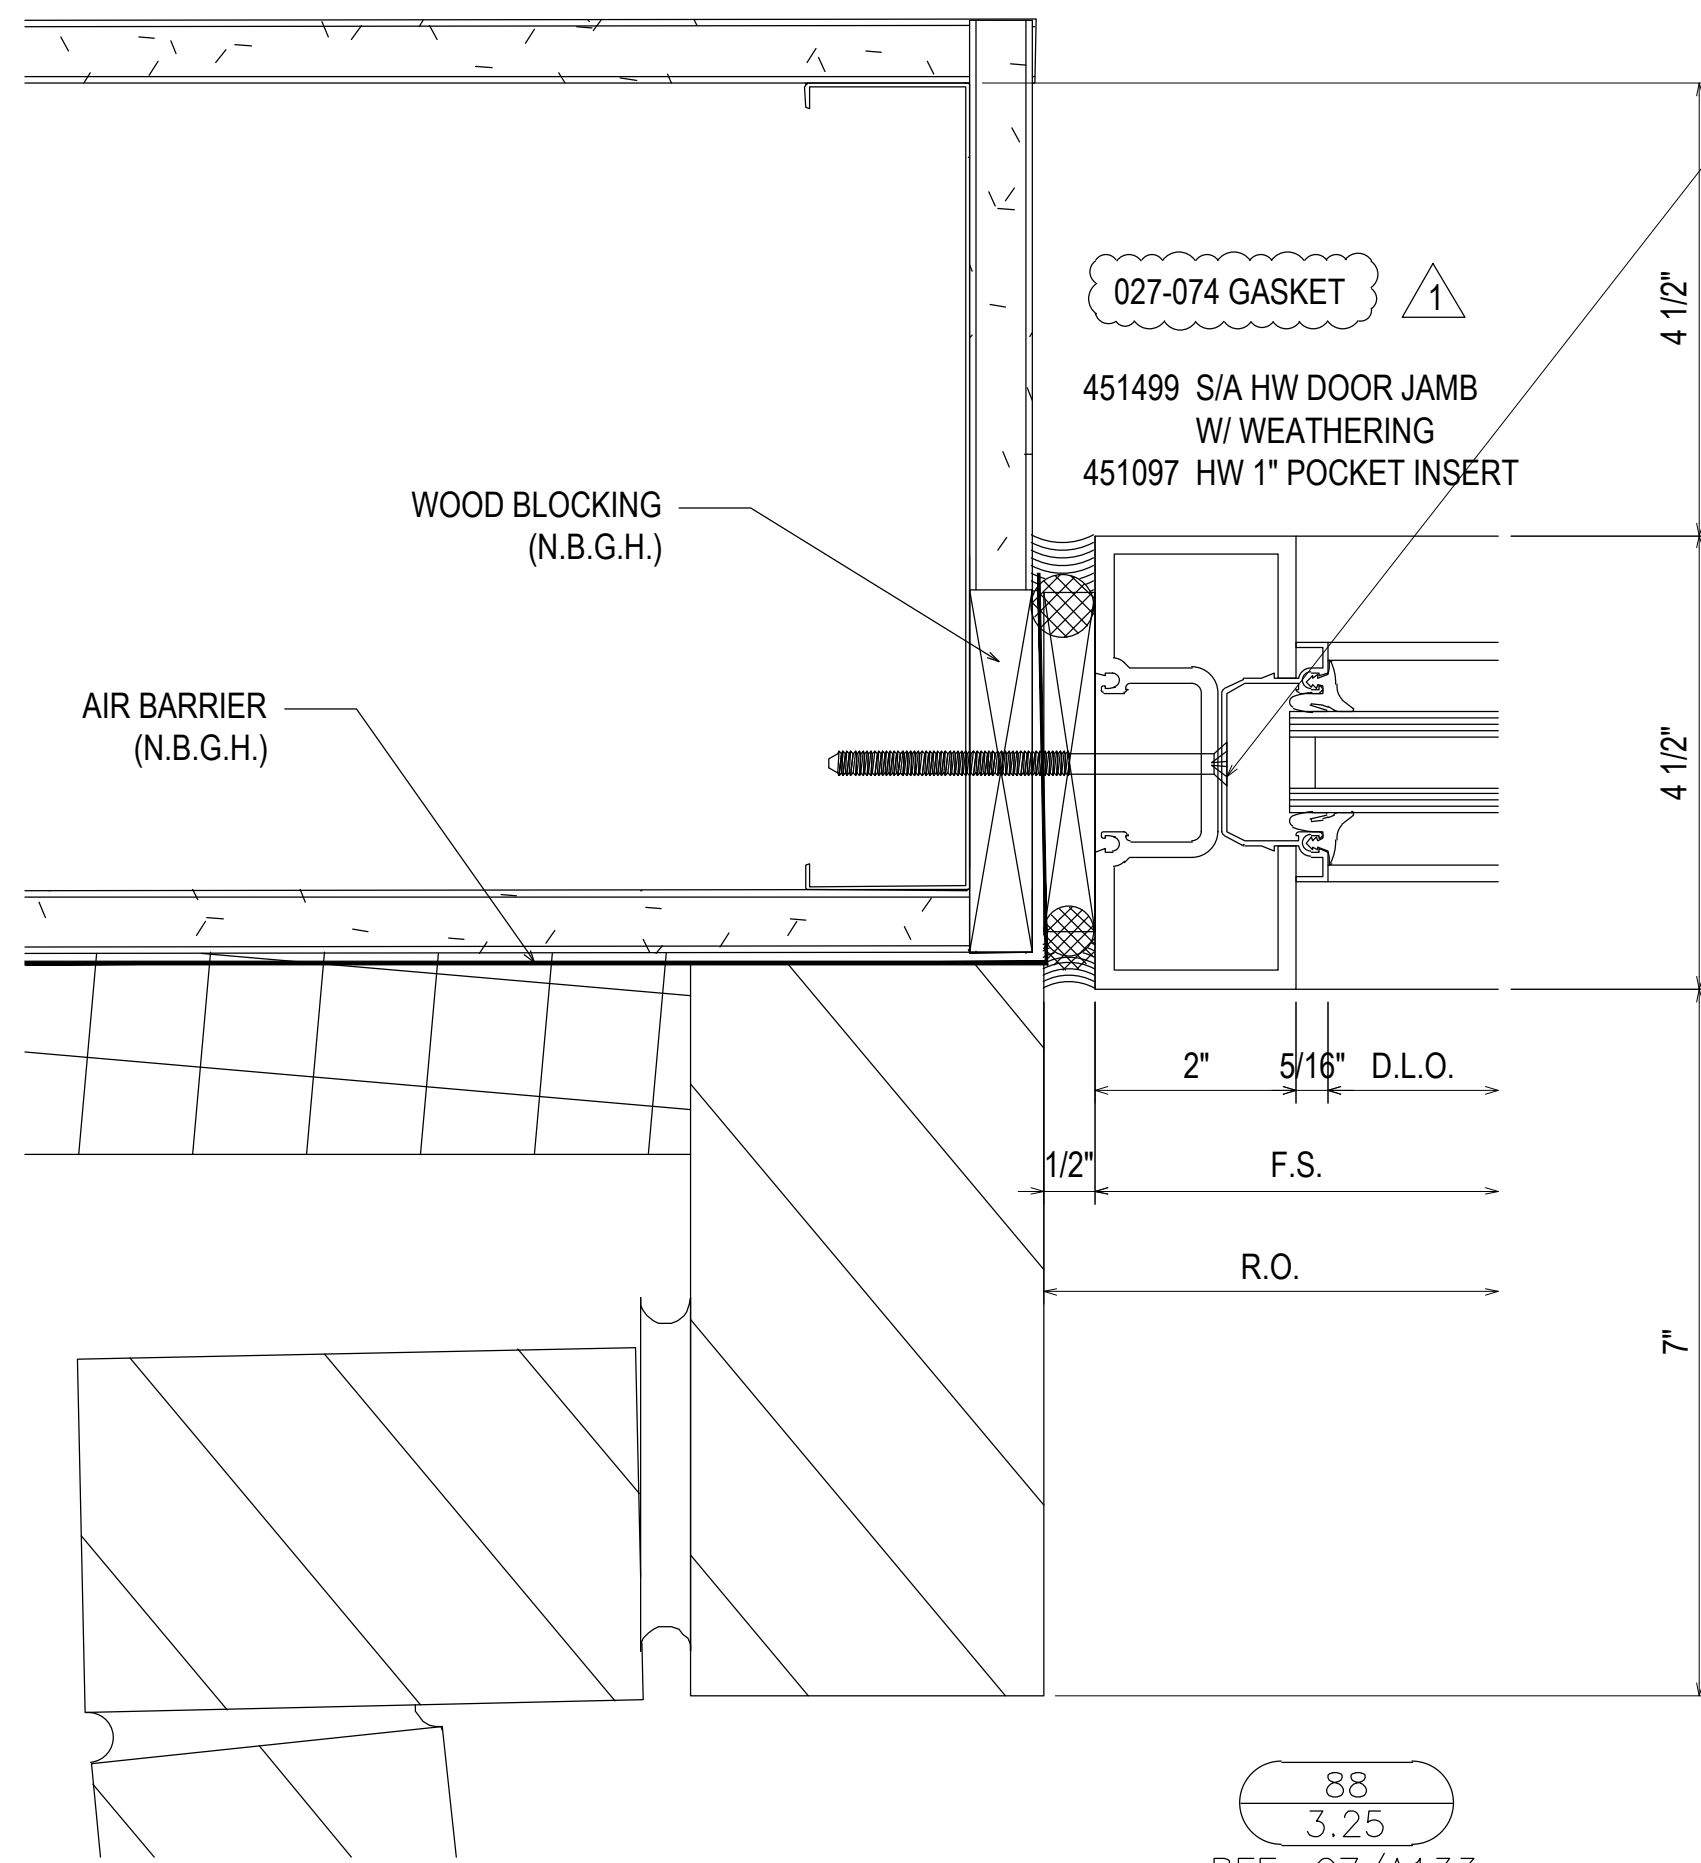 027-074 GASKET
1
451499 S/A HW DOOR JAMB
W/ WEATHERING
451097 HW 1" POCKET INSERT
WOOD BLOCKING
(N.B.G.H.)
AIR BARRIER
(N.B.G.H.)
4 1/2"
4 1/2"
7"
2"
5/16"
D.L.O.
1/2"
F.S.
R.O.
88
3.25